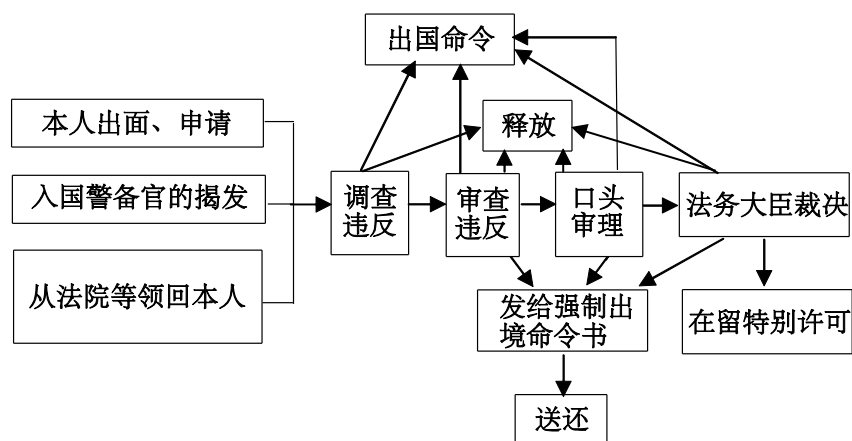 出国命令
本人出面、申请
释放
入国警备官的揭发
调查
违反
审查
违反
口头
审理
法务大臣裁决
从法院等领回本人
发给强制出
境命令书
在留特别许可
送还